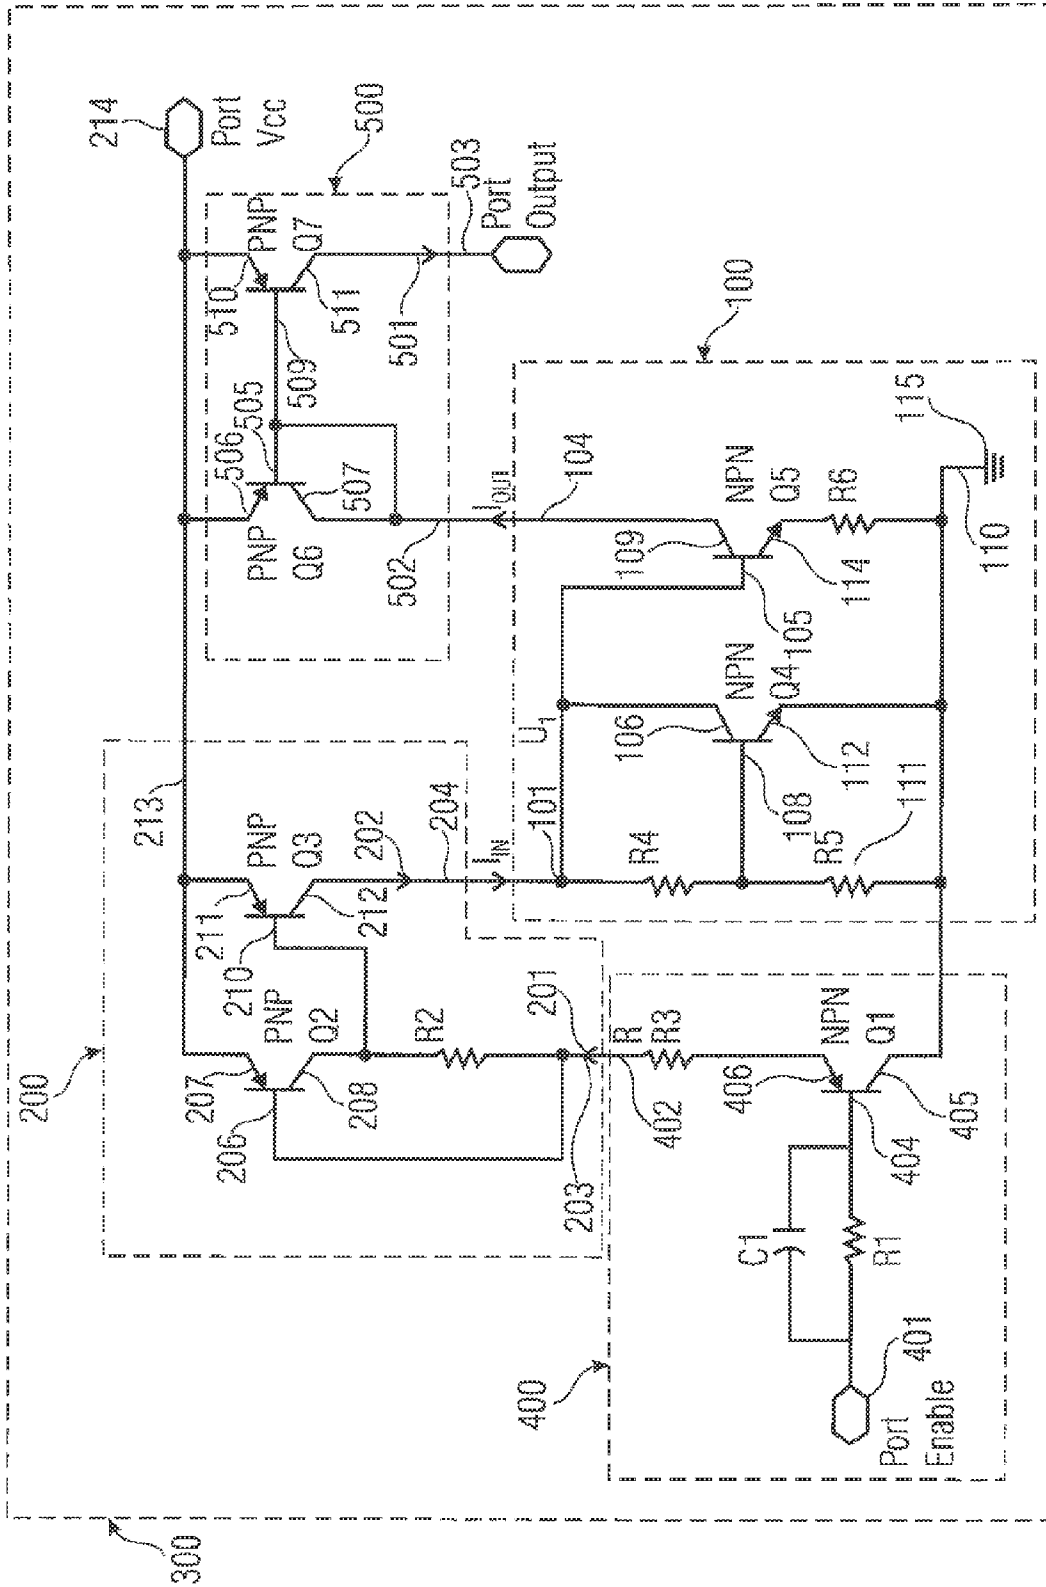 300
200
213
214
Port
Vcc
207
PNP
206
Q2
208
211
PNP
210
Q3
212
202
204
R2
201
203
506
PNP
505
Q6
507
509
510
PNP
Q7
511
501
500
503
Port
Output
502
I_OUT
104
I_IN
101
U_1
100
400
R
R3
402
406
NPN
Q1
404
405
C1
R1
401
Port
Enable
R4
R5
111
106
NPN
Q4
108
112
109
NPN
Q5
105
114
R6
110
115